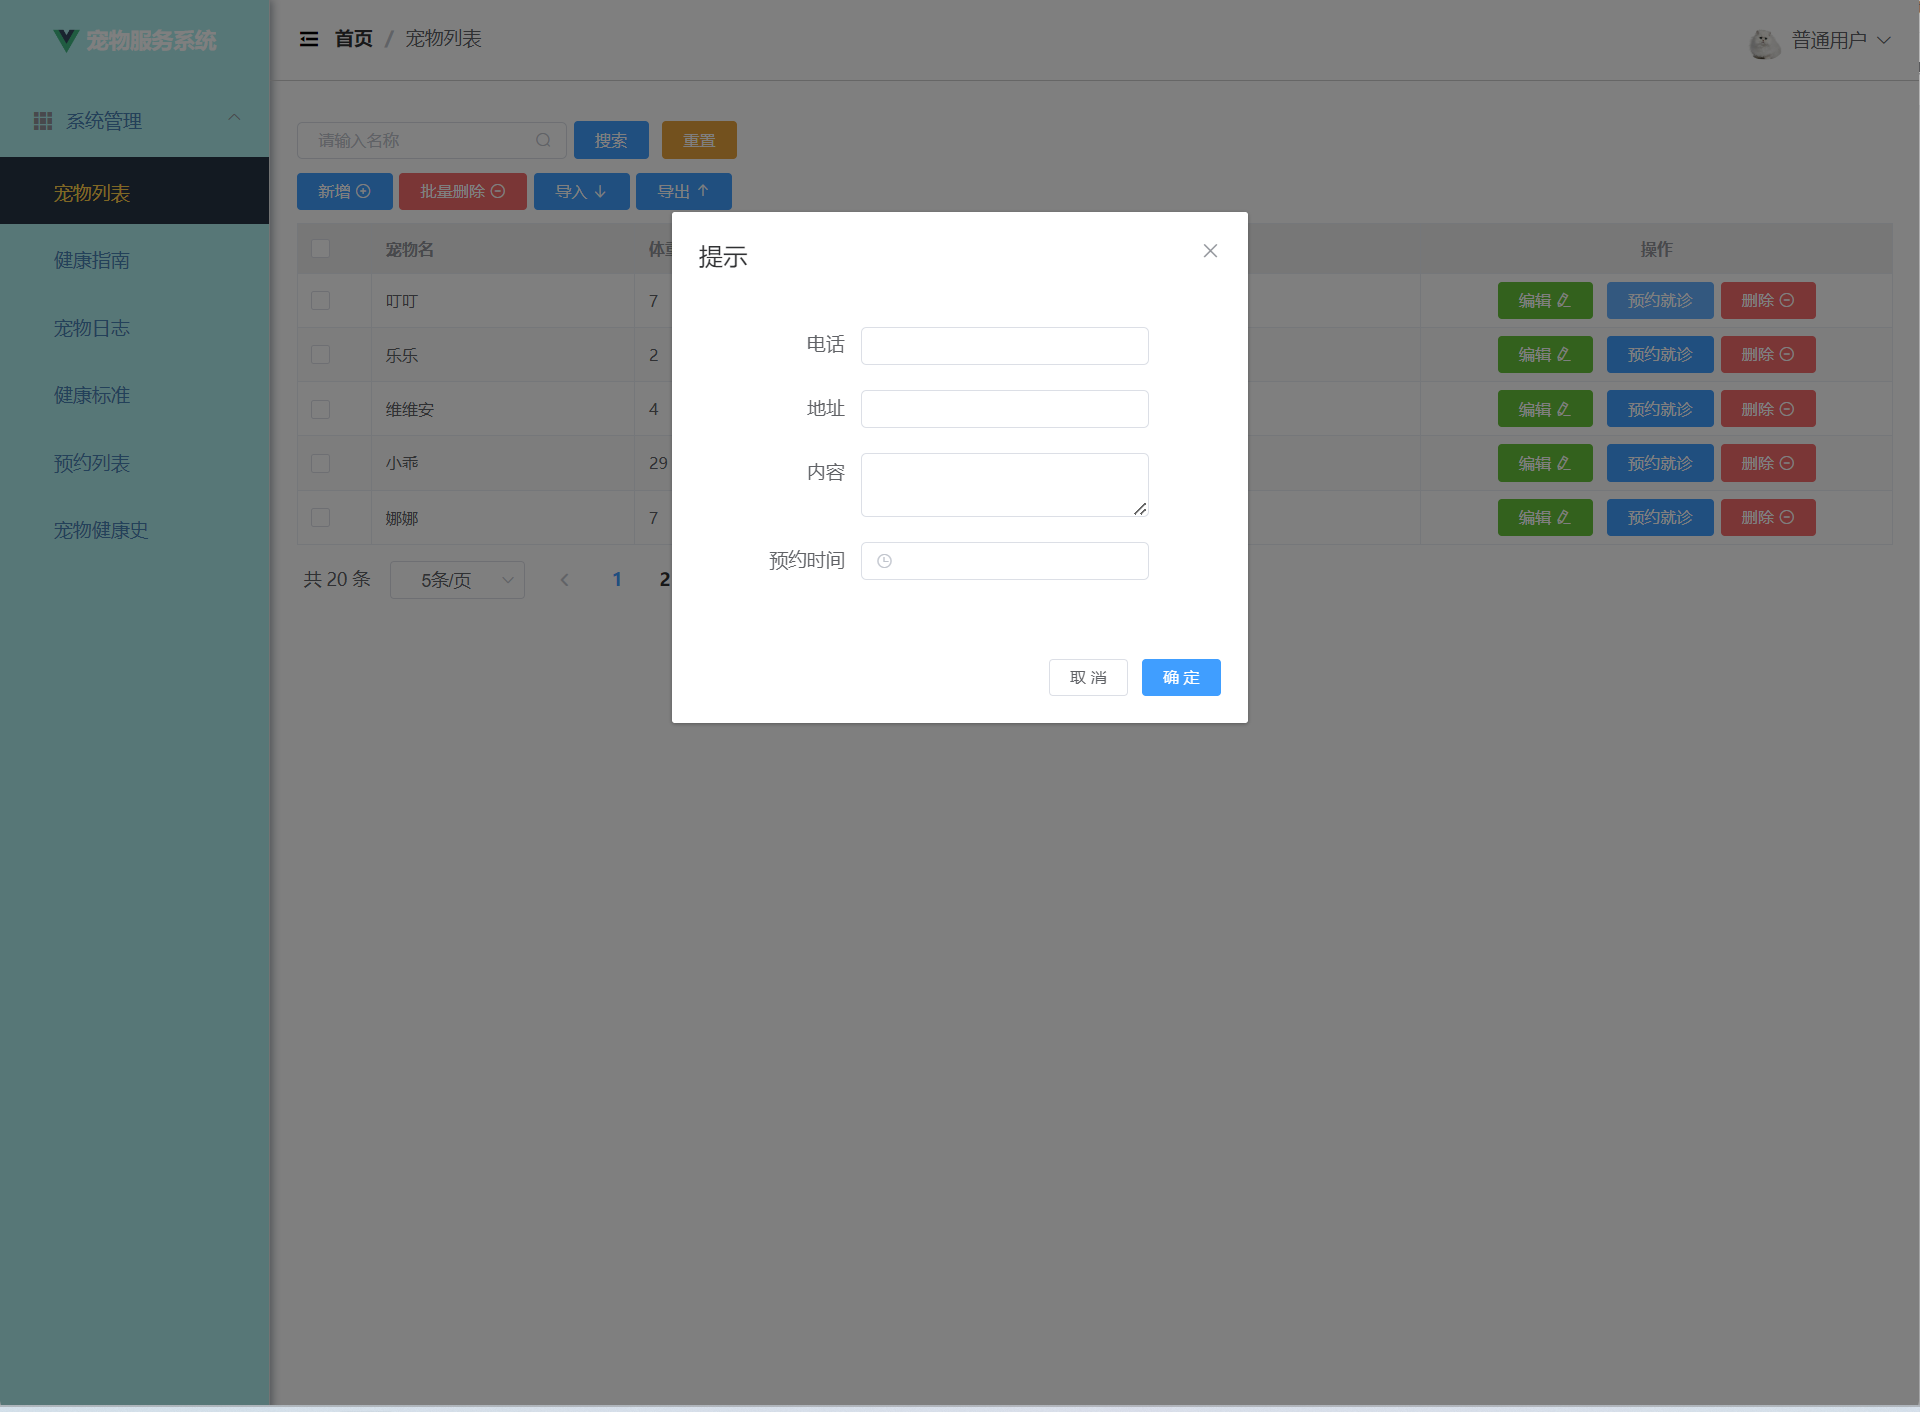 宠物服务系统
首页 / 宠物列表
普通用户
系统管理
宠物列表
健康指南
宠物日志
健康标准
预约列表
宠物健康史
请输入名称
搜索
重置
新增
批量删除
导入
导出
宠物名
操作
叮叮 7 编辑 预约就诊 删除
乐乐 2 编辑 预约就诊 删除
维维安 4 编辑 预约就诊 删除
小乖 29 编辑 预约就诊 删除
娜娜 7 编辑 预约就诊 删除
共 20 条 5条/页 1 2
提示
电话
地址
内容
预约时间
取 消
确 定